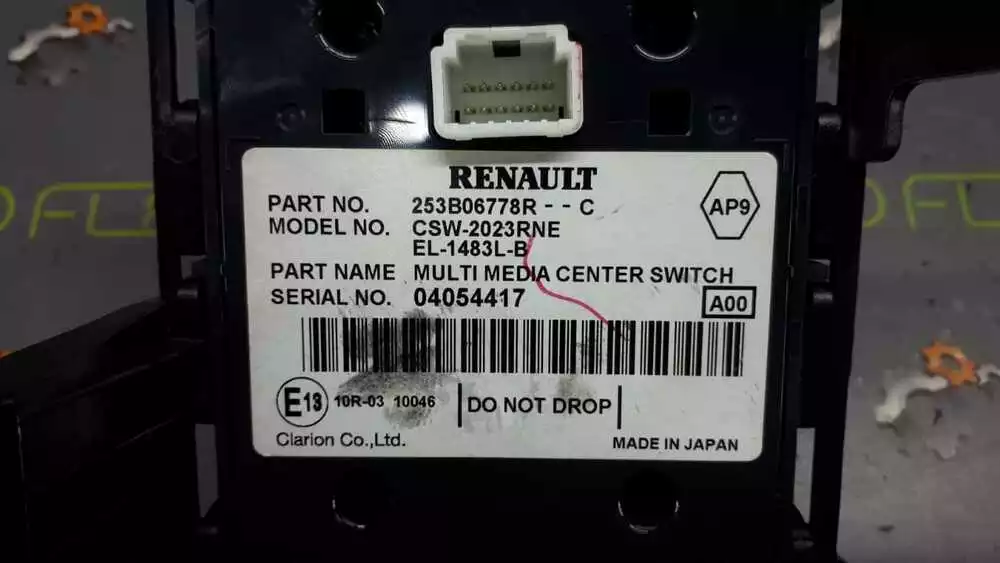 RENAULT
PART NO. 253B06778R - - C
AP9
MODEL NO. CSW-2023RNE
EL-1483L-B
PART NAME MULTI MEDIA CENTER SWITCH
SERIAL NO. 04054417
A00
E13 10R-03 10046 DO NOT DROP
Clarion Co.,Ltd.
MADE IN JAPAN